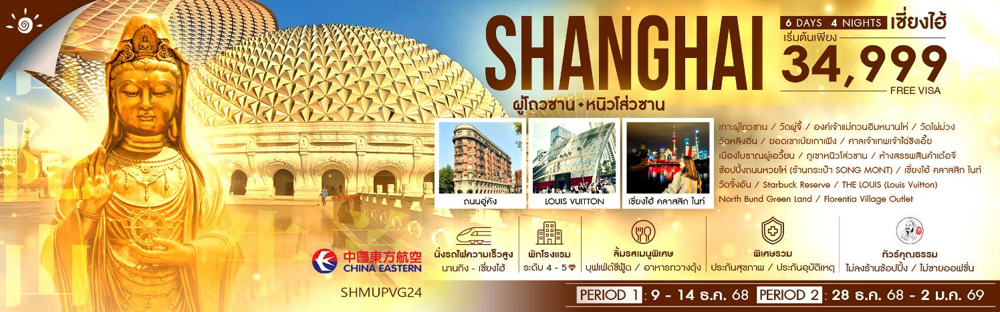 SHANGHAI
6 DAYS 4 NIGHTS เซี่ยงไฮ้
เริ่มต้นเพียง
34,999
FREE VISA
ผู่โถวซาน • หนิวโส่วซาน
เกาะผู่โถวซาน / วัดผู่จี้ / องค์เจ้าแม่กวนอิมหนานไห่ / วัดไผ่ม่วง
วัดหลิงอิ่น / ยอดเขาเปยเกาเฟิง / ศาลเจ้าเทพเจ้าไฉ่ซิงเอี้ย
เมืองโบราณผู่เอวี้ยน / ภูเขาหนิวโส่วซาน / ห้างสรรพสินค้าเต๋อจี
ช้อปปิ้งถนนหวยไห่ (ร้านกระเป๋า SONG MONT) / เซี่ยงไฮ้ คลาสสิก ไนท์
วัดจิ้งอัน / Starbuck Reserve / THE LOUIS (Louis Vuitton)
North Bund Green Land / Florentia Village Outlet
ถนนอู่คัง
LOUIS VUITTON
เซี่ยงไฮ้ คลาสสิก ไนท์
นั่งรถไฟความเร็วสูง
นานกิง - เซี่ยงไฮ้
พักโรงแรม
ระดับ 4 - 5
ลิ้มรสเมนูพิเศษ
บุฟเฟ่ต์ซีฟู้ด / อาหารกวางตุ้ง
พิเศษรวม
ประกันสุขภาพ / ประกันอุบัติเหตุ
ทัวร์คุณธรรม
ไม่ลงร้านช้อปปิ้ง / ไม่ขายออฟชั่น
中國東方航空
CHINA EASTERN
SHMUPVG24
PERIOD 1 : 9 - 14 ธ.ค. 68 PERIOD 2 : 28 ธ.ค. 68 - 2 ม.ค. 69